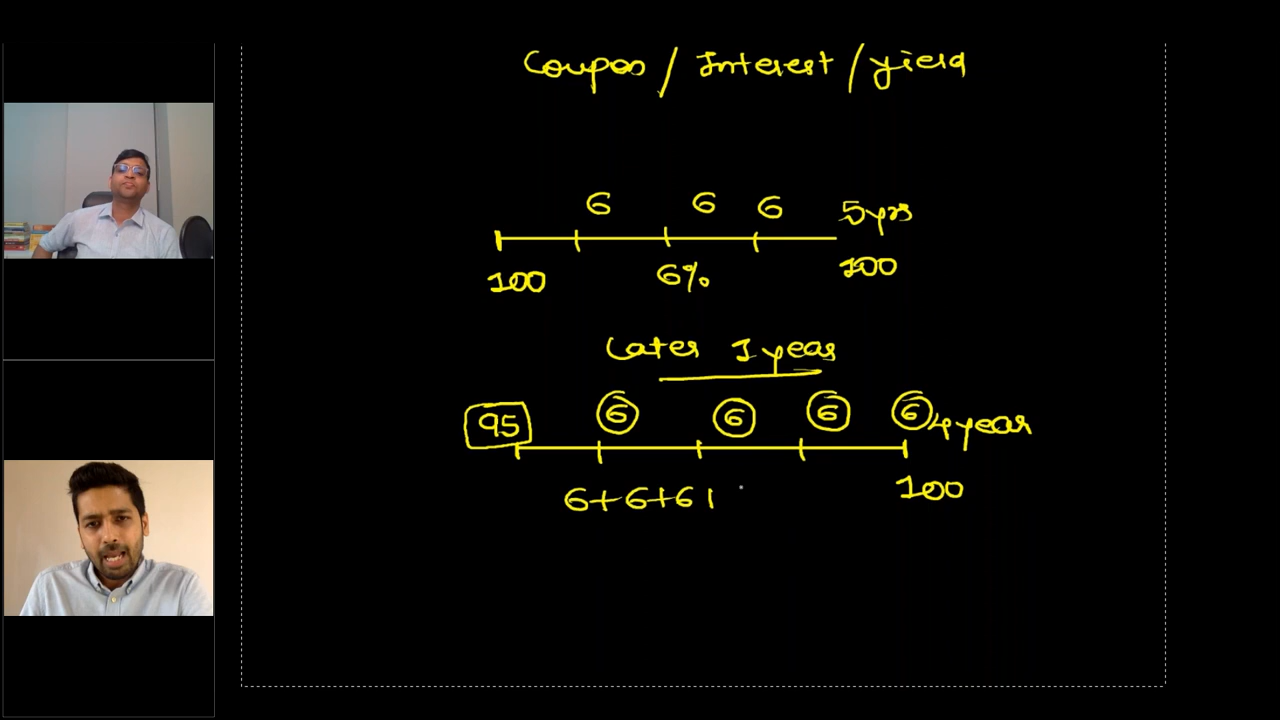 Coupon / Interest / yield
6 6 6 5yrs
100 6% 100
Later 1 year
95 6 6 6 6 4year
6+6+6+ 100